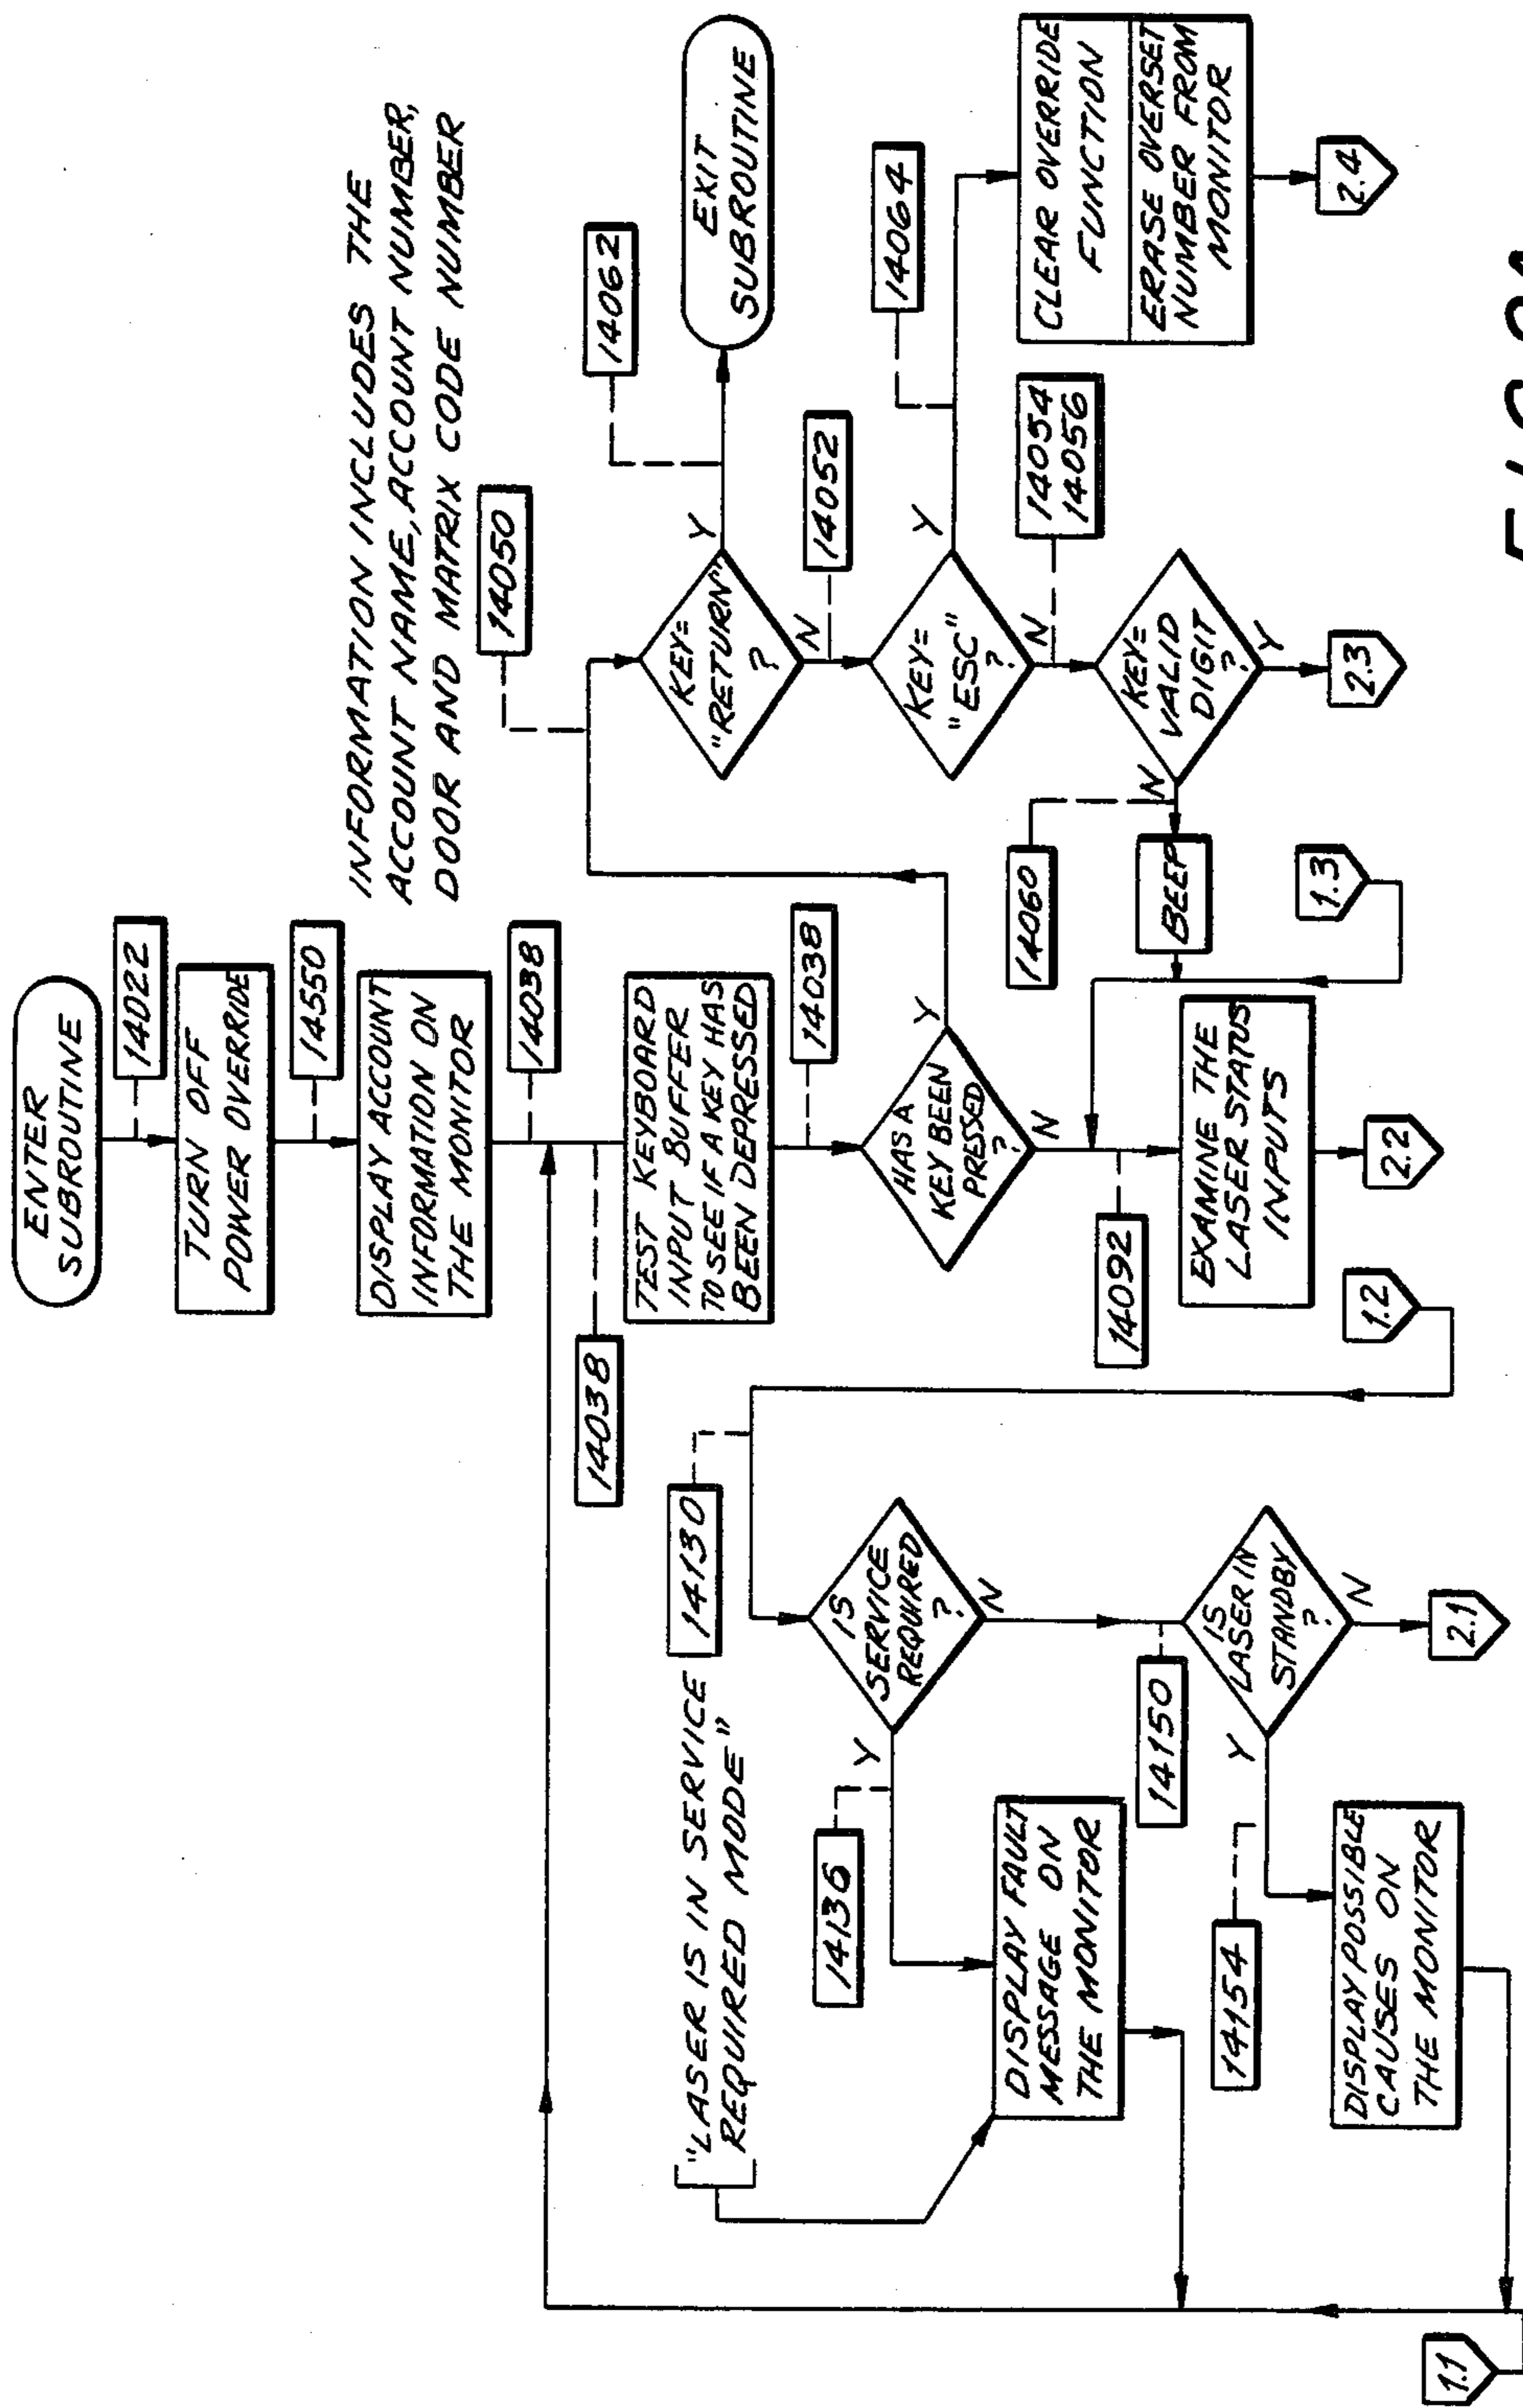 ENTER
SUBROUTINE
14022
TURN OFF
POWER OVERRIDE
14550
DISPLAY ACCOUNT
INFORMATION ON
THE MONITOR
INFORMATION INCLUDES THE
ACCOUNT NAME, ACCOUNT NUMBER,
DOOR AND MATRIX CODE NUMBER
14038
14038
TEST KEYBOARD
INPUT BUFFER
TO SEE IF A KEY HAS
BEEN DEPRESSED
14038
HAS A
KEY BEEN
PRESSED
?
Y
N
14050
KEY=
"RETURN"
?
Y
N
14062
EXIT
SUBROUTINE
14052
KEY=
"ESC"
?
Y
N
14064
CLEAR OVERRIDE
FUNCTION
ERASE OVERSET
NUMBER FROM
MONITOR
2.4
14054
14056
KEY=
VALID
DIGIT
?
Y
N
2.3
14060
BEEP
1.3
14092
EXAMINE THE
LASER STATUS
INPUTS
2.2
1.2
14130
"LASER IS IN SERVICE
REQUIRED MODE"
IS
SERVICE
REQUIRED
?
Y
N
14136
DISPLAY FAULT
MESSAGE ON
THE MONITOR
14150
IS
LASER IN
STANDBY
?
Y
N
2.1
14154
DISPLAY POSSIBLE
CAUSES ON
THE MONITOR
1.1